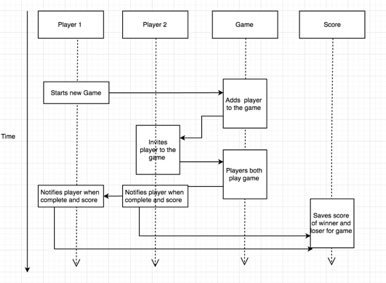 Player 1
Player 2
Game
Score
Starts new Game
Adds player
to the game
Time
Invites
player to the
game
Players both
play game
Notifies player when
complete and score
Notifies player when
complete and score
Saves score
of winner and
loser for game